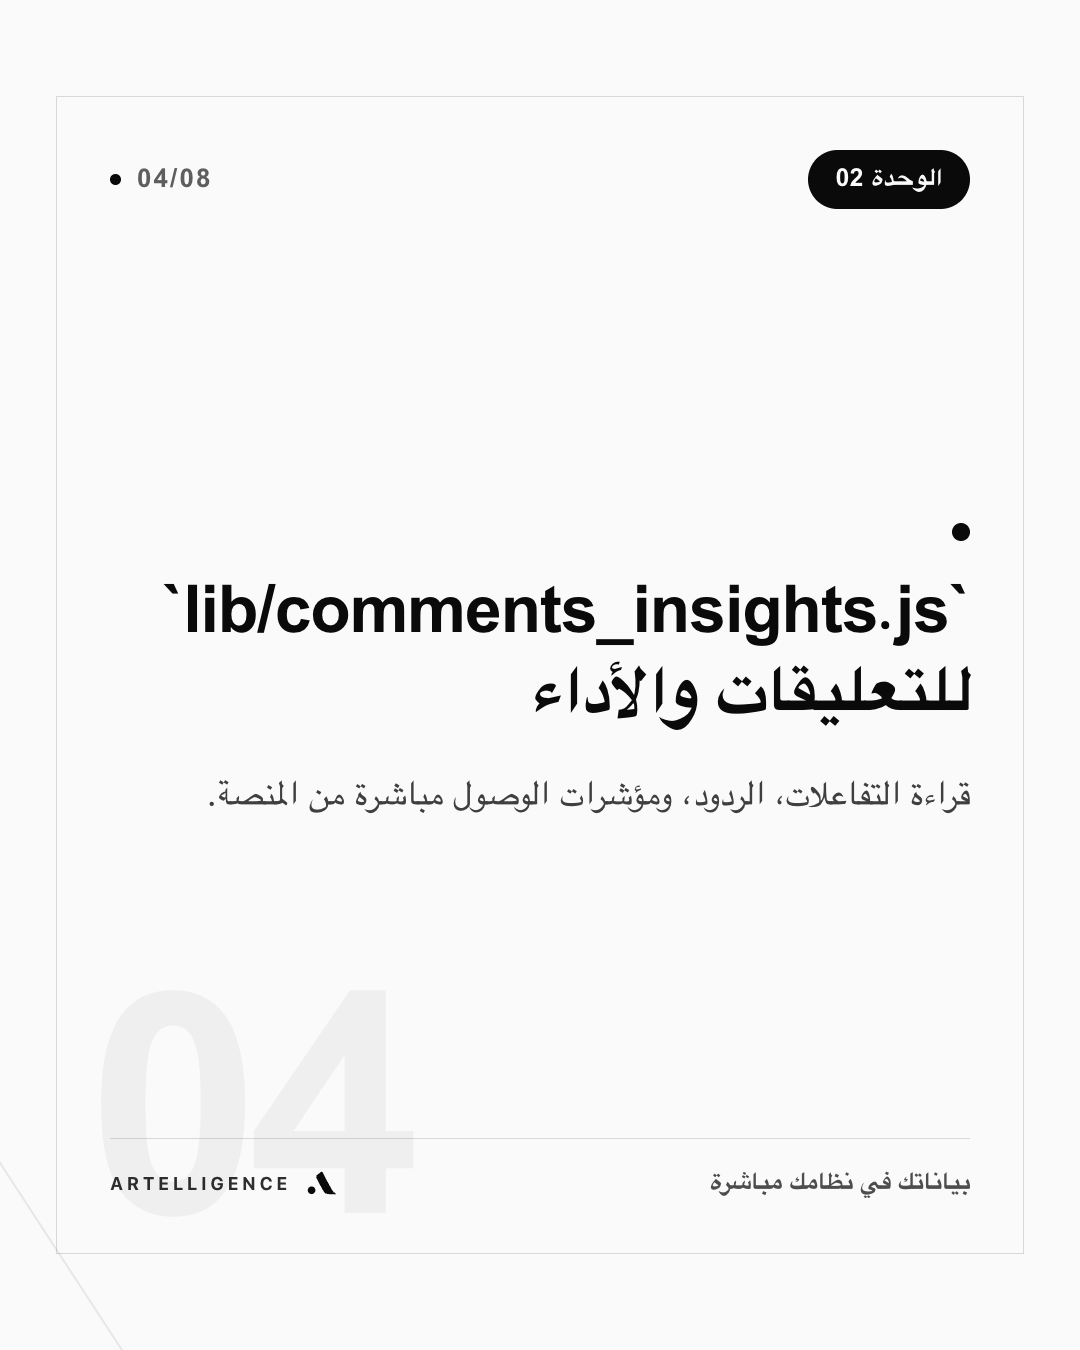 الوحدة 02
04/08
`lib/comments_insights.js`
للتعليقات والأداء
قراءة التفاعلات، الردود، ومؤشرات الوصول مباشرة من المنصة.
04
بياناتك في نظامك مباشرة
ARTELLIGENCE